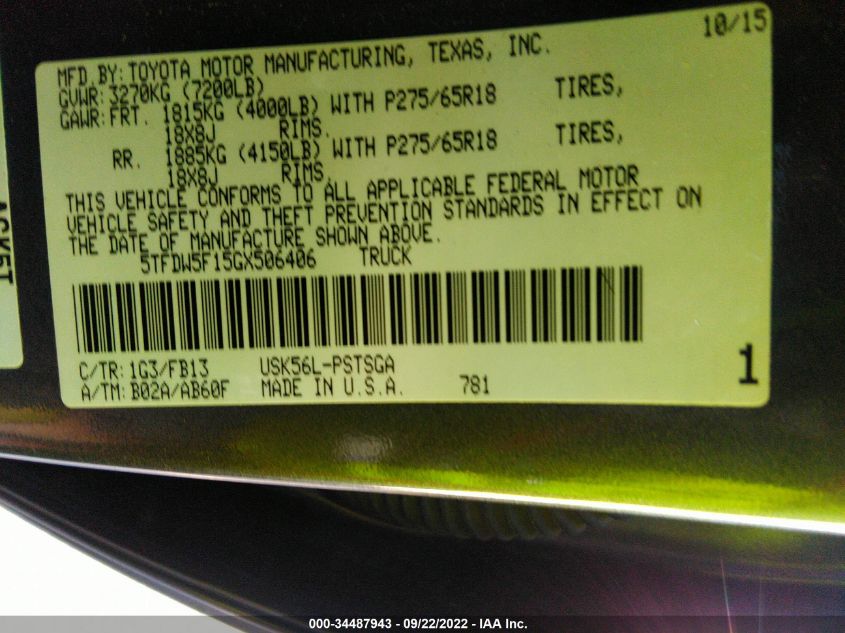 10/15
MFD.BY: TOYOTA MOTOR MANUFACTURING, TEXAS, INC.
GVWR: 3270KG (7200LB)
GAWR: FRT. 1815KG (4000LB) WITH P275/65R18 TIRES,
18X8J RIMS.
RR. 1885KG (4150LB) WITH P275/65R18 TIRES,
18X8J RIMS.
THIS VEHICLE CONFORMS TO ALL APPLICABLE FEDERAL MOTOR
VEHICLE SAFETY AND THEFT PREVENTION STANDARDS IN EFFECT ON
THE DATE OF MANUFACTURE SHOWN ABOVE.
5TFDW5F15GX506406 TRUCK
C/TR: 1G3/FB13 USK56L-PSTSGA
A/TM: B02A/AB60F MADE IN U.S.A. 781
1
000-34487943 - 09/22/2022 - IAA Inc.